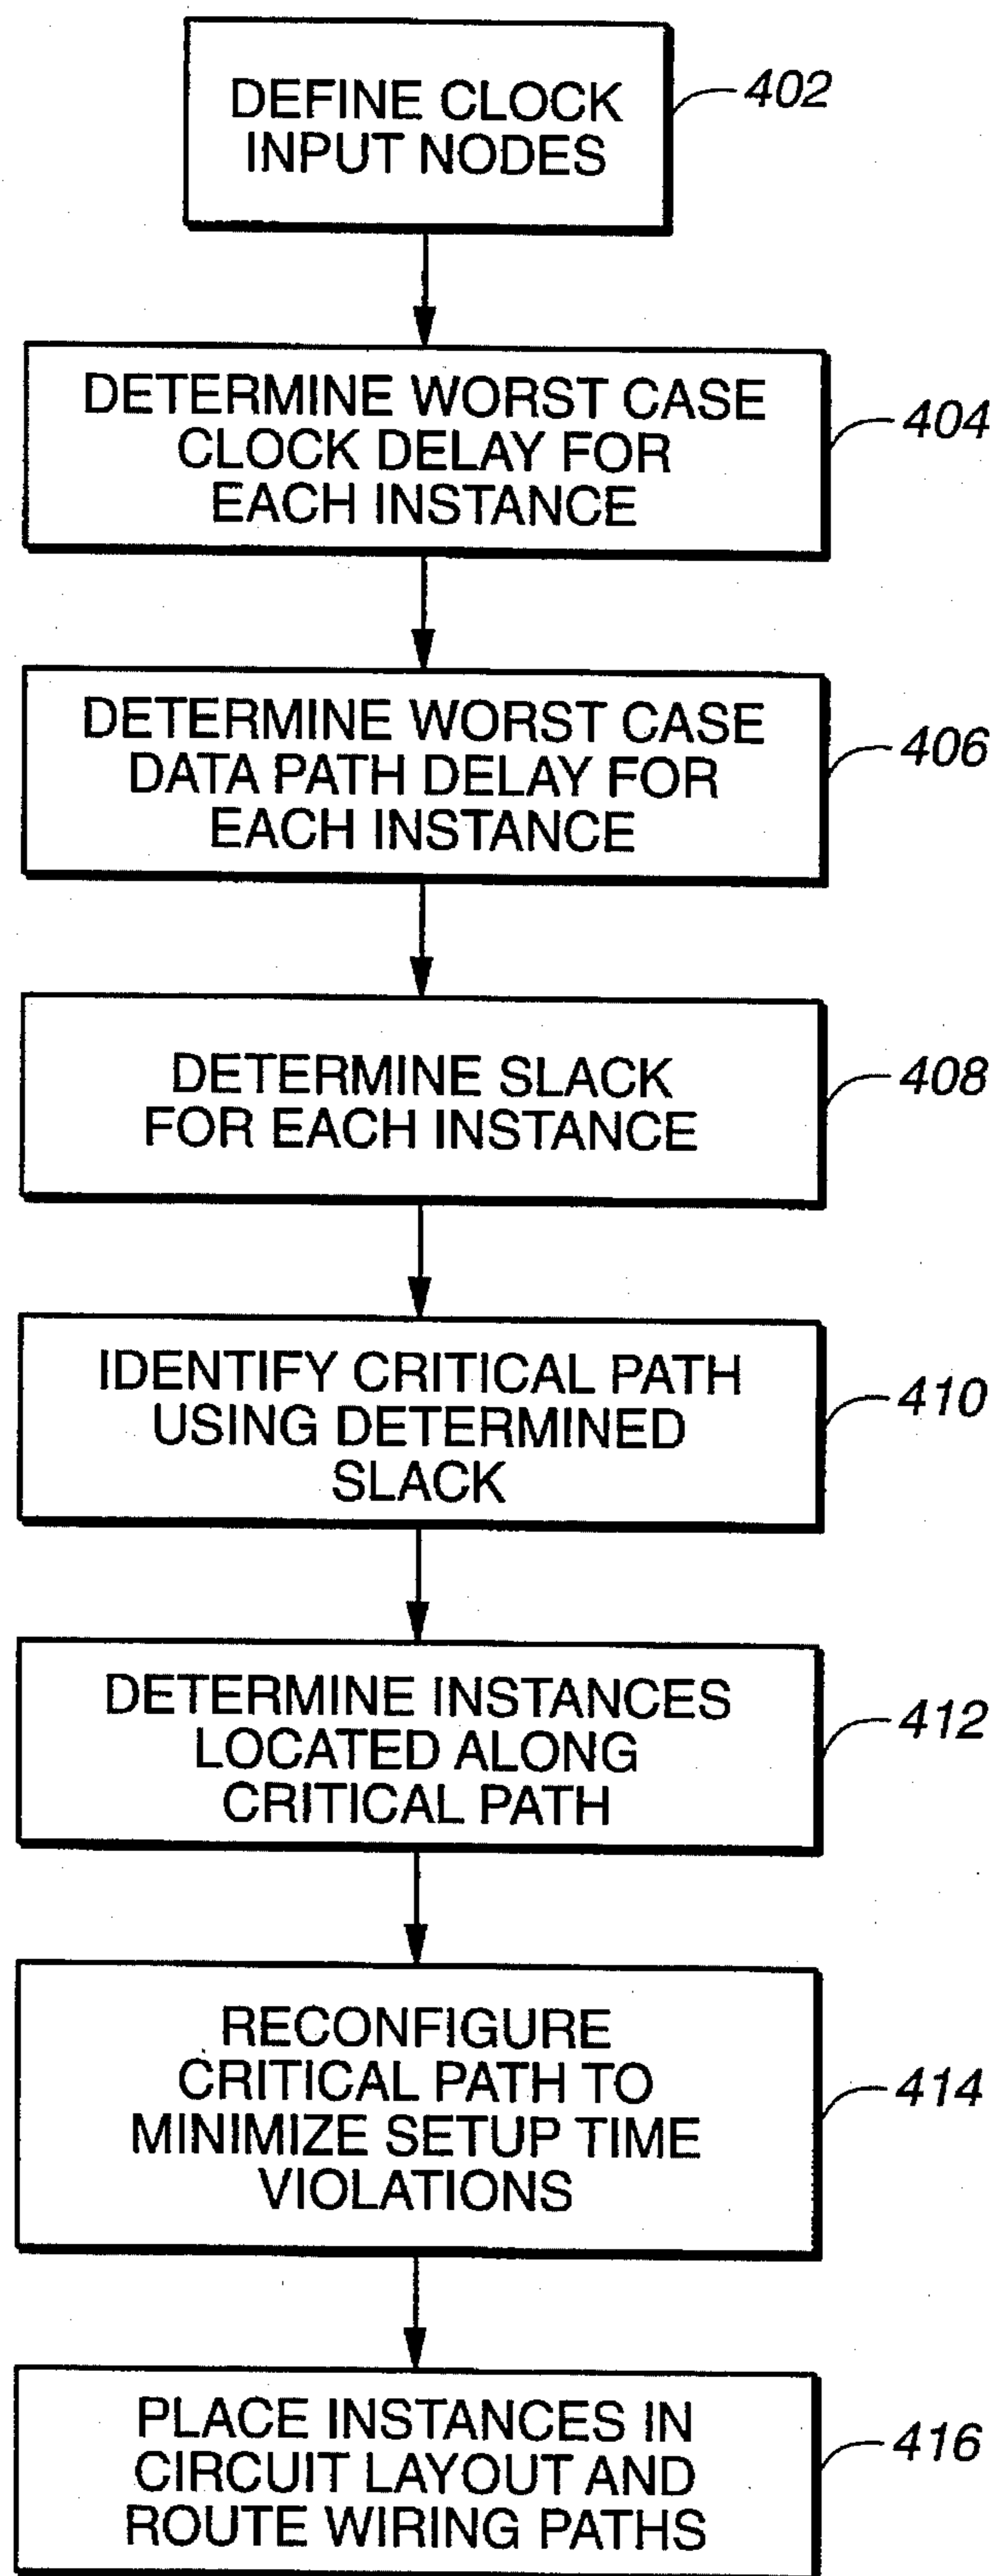 DEFINE CLOCK
INPUT NODES
402
DETERMINE WORST CASE
CLOCK DELAY FOR
EACH INSTANCE
404
DETERMINE WORST CASE
DATA PATH DELAY FOR
EACH INSTANCE
406
DETERMINE SLACK
FOR EACH INSTANCE
408
IDENTIFY CRITICAL PATH
USING DETERMINED
SLACK
410
DETERMINE INSTANCES
LOCATED ALONG
CRITICAL PATH
412
RECONFIGURE
CRITICAL PATH TO
MINIMIZE SETUP TIME
VIOLATIONS
414
PLACE INSTANCES IN
CIRCUIT LAYOUT AND
ROUTE WIRING PATHS
416